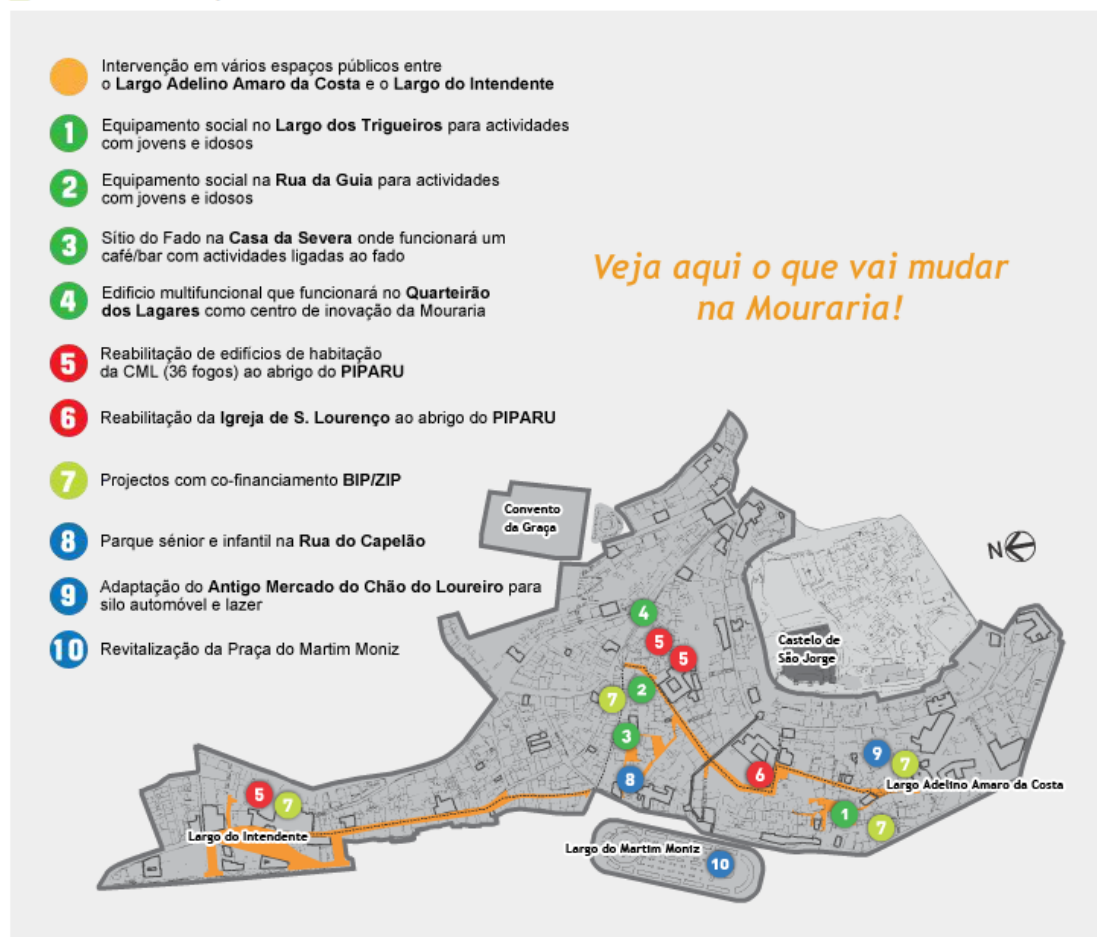 Intervenção em vários espaços públicos entre
o Largo Adelino Amaro da Costa e o Largo do Intendente
1 Equipamento social no Largo dos Trigueiros para actividades
com jovens e idosos
2 Equipamento social na Rua da Guia para actividades
com jovens e idosos
3 Sítio do Fado na Casa da Severa onde funcionará um
café/bar com actividades ligadas ao fado
4 Edificio multifuncional que funcionará no Quarteirão
dos Lagares como centro de inovação da Mouraria
5 Reabilitação de edifícios de habitação
da CML (36 fogos) ao abrigo do PIPARU
6 Reabilitação da Igreja de S. Lourenço ao abrigo do PIPARU
7 Projectos com co-financiamento BIP/ZIP
8 Parque sénior e infantil na Rua do Capelão
9 Adaptação do Antigo Mercado do Chão do Loureiro para
silo automóvel e lazer
10 Revitalização da Praça do Martim Moniz
Veja aqui o que vai mudar
na Mouraria!
Convento
da Graça
N
4
5
5
Castelo de
São Jorge
2
7
3
8
9
7
6
Largo Adelino Amaro da Costa
5
7
1
7
Largo do Intendente
Largo do Martim Moniz
10